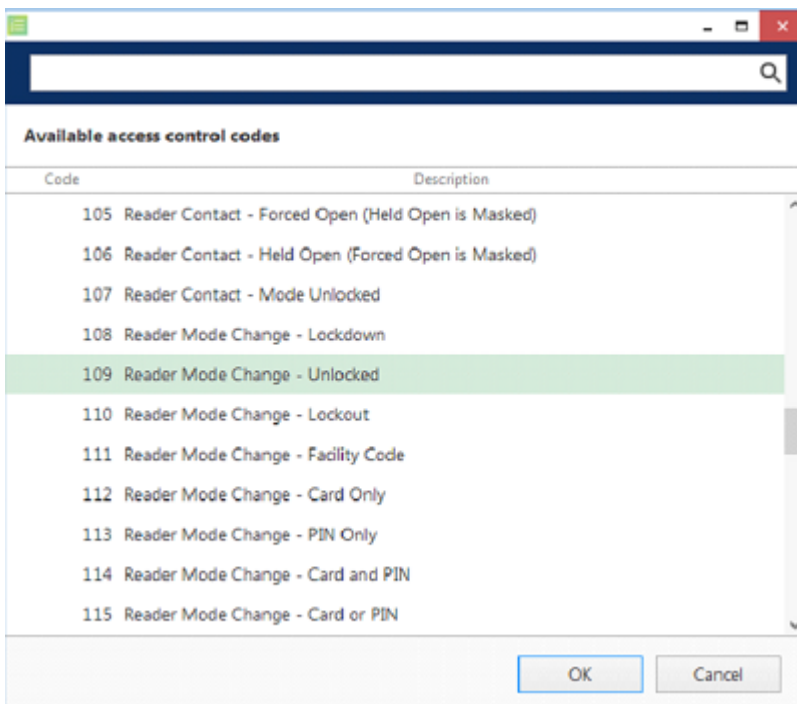 Available access control codes
Code Description
105 Reader Contact - Forced Open (Held Open is Masked)
106 Reader Contact - Held Open (Forced Open is Masked)
107 Reader Contact - Mode Unlocked
108 Reader Mode Change - Lockdown
109 Reader Mode Change - Unlocked
110 Reader Mode Change - Lockout
111 Reader Mode Change - Facility Code
112 Reader Mode Change - Card Only
113 Reader Mode Change - PIN Only
114 Reader Mode Change - Card and PIN
115 Reader Mode Change - Card or PIN
OK Cancel